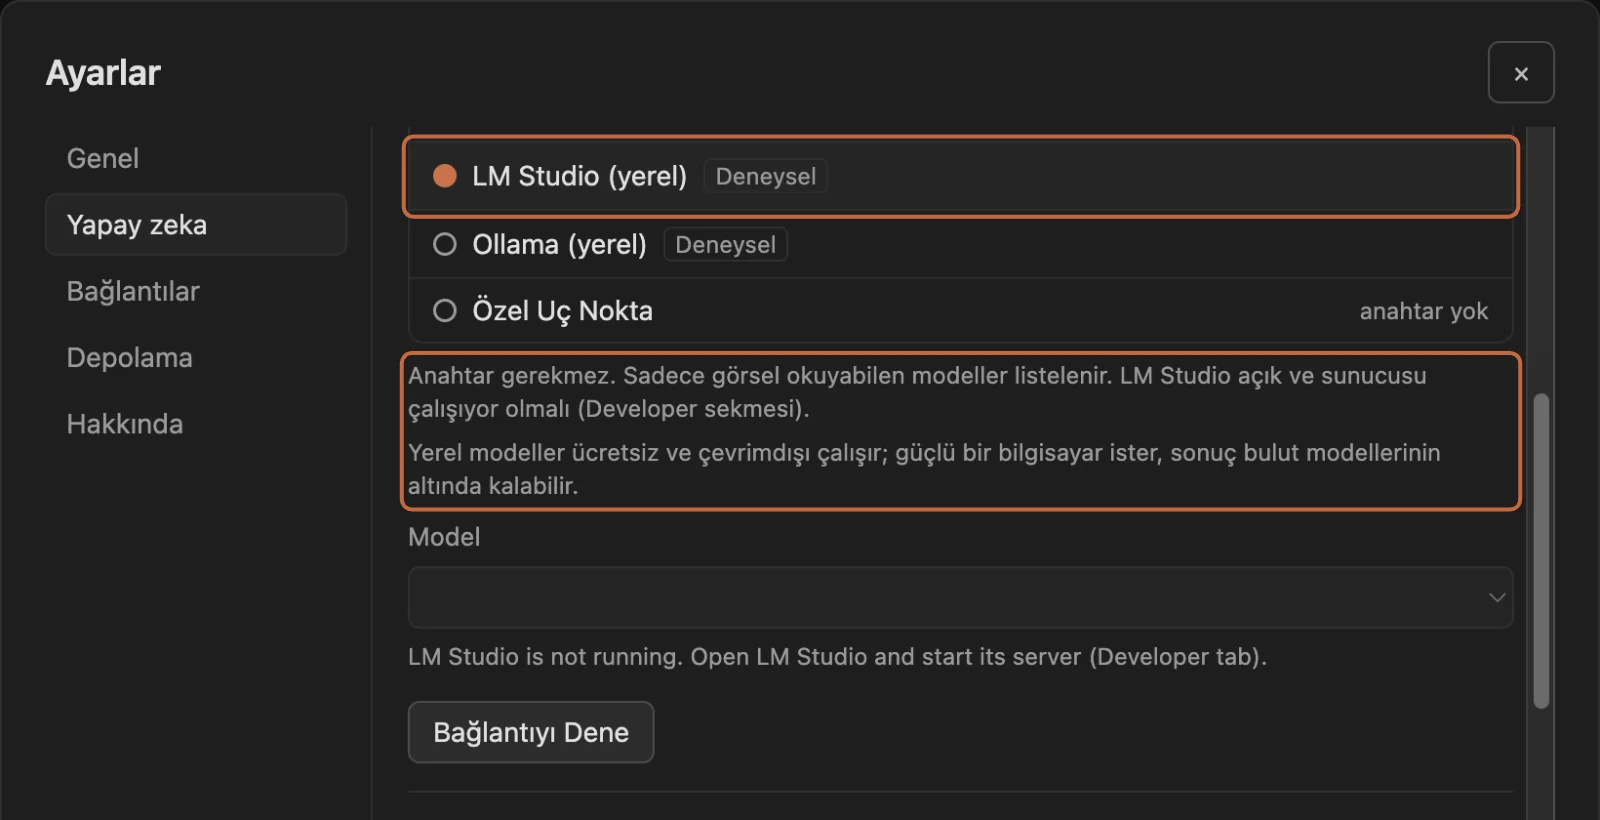 Ayarlar
×
Genel
Yapay zeka
Bağlantılar
Depolama
Hakkında
LM Studio (yerel) Deneysel
Ollama (yerel) Deneysel
Özel Uç Nokta anahtar yok
Anahtar gerekmez. Sadece görsel okuyabilen modeller listelenir. LM Studio açık ve sunucusu
çalışıyor olmalı (Developer sekmesi).
Yerel modeller ücretsiz ve çevrimdışı çalışır; güçlü bir bilgisayar ister, sonuç bulut modellerinin
altında kalabilir.
Model
LM Studio is not running. Open LM Studio and start its server (Developer tab).
Bağlantıyı Dene